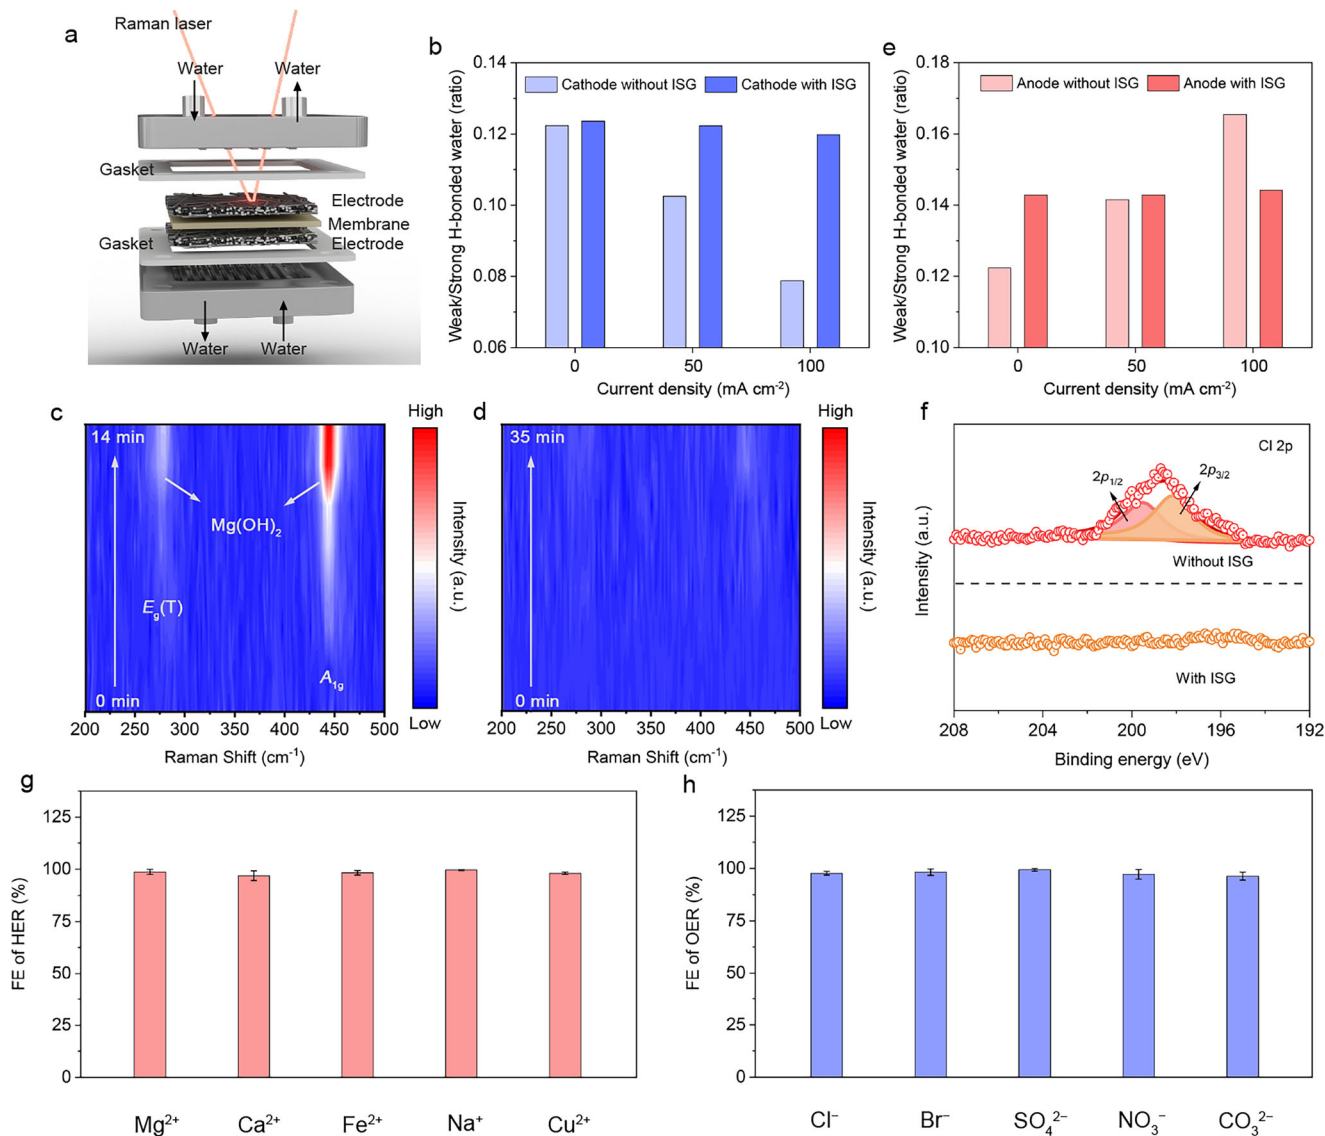 a
Raman laser
Water
Water
Gasket
Electrode
Membrane
Gasket
Electrode
Water
Water
b
Weak/Strong H-bonded water (ratio)
0.14
0.12
0.10
0.08
0.06
Cathode without ISG
Cathode with ISG
0
50
100
Current density (mA cm⁻²)
e
Weak/Strong H-bonded water (ratio)
0.18
0.16
0.14
0.12
0.10
Anode without ISG
Anode with ISG
0
50
100
Current density (mA cm⁻²)
c
14 min
Mg(OH)₂
E_g(T)
A_1g
0 min
200 250 300 350 400 450 500
Raman Shift (cm⁻¹)
High
Intensity (a.u.)
Low
d
35 min
0 min
200 250 300 350 400 450 500
Raman Shift (cm⁻¹)
High
Intensity (a.u.)
Low
f
Cl 2p
2p₁/₂
2p₃/₂
Without ISG
With ISG
Intensity (a.u.)
208 204 200 196 192
Binding energy (eV)
g
FE of HER (%)
125
100
75
50
25
0
Mg²⁺ Ca²⁺ Fe²⁺ Na⁺ Cu²⁺
h
FE of OER (%)
125
100
75
50
25
0
Cl⁻ Br⁻ SO₄²⁻ NO₃⁻ CO₃²⁻